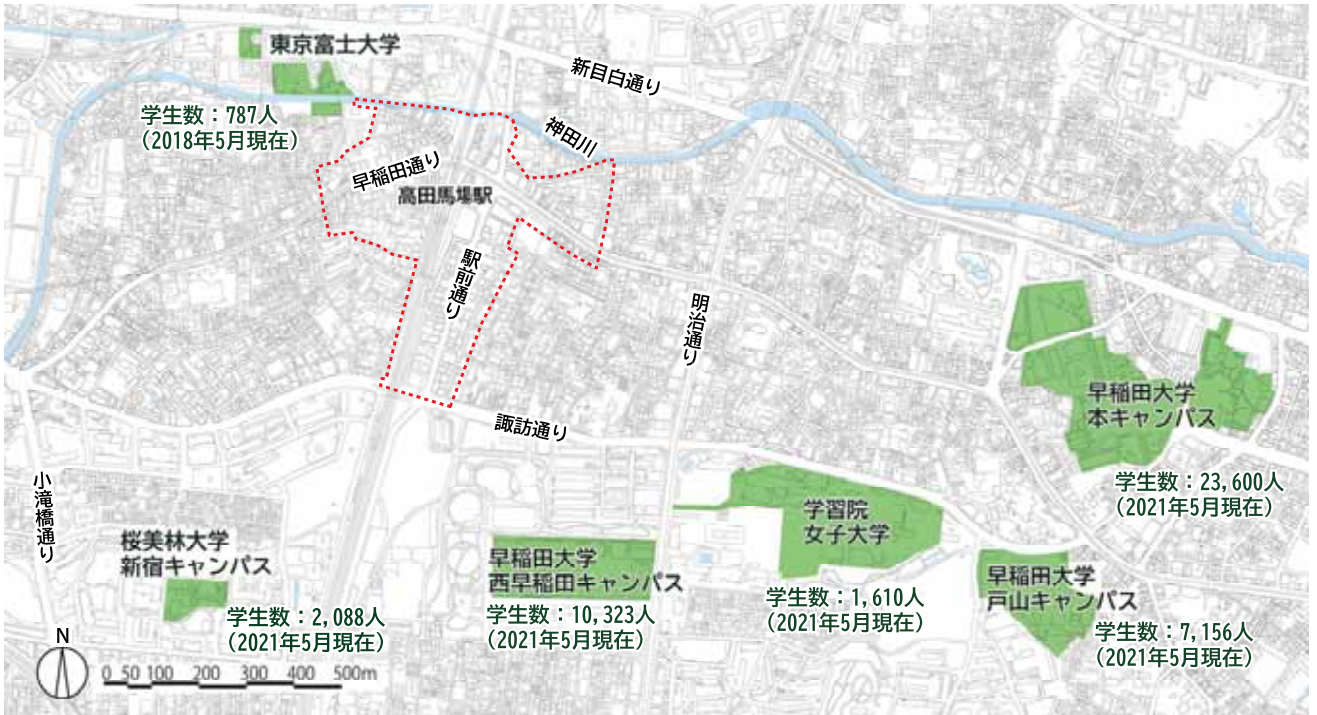 東京富士大学
学生数：787人
（2018年5月現在）
新目白通り
神田川
早稲田通り
高田馬場駅
駅前通り
明治通り
諏訪通り
小滝橋通り
早稲田大学
本キャンパス
学生数：23,600人
（2021年5月現在）
学習院
女子大学
学生数：1,610人
（2021年5月現在）
早稲田大学
戸山キャンパス
学生数：7,156人
（2021年5月現在）
早稲田大学
西早稲田キャンパス
学生数：10,323人
（2021年5月現在）
桜美林大学
新宿キャンパス
学生数：2,088人
（2021年5月現在）
N
0 50 100 200 300 400 500m